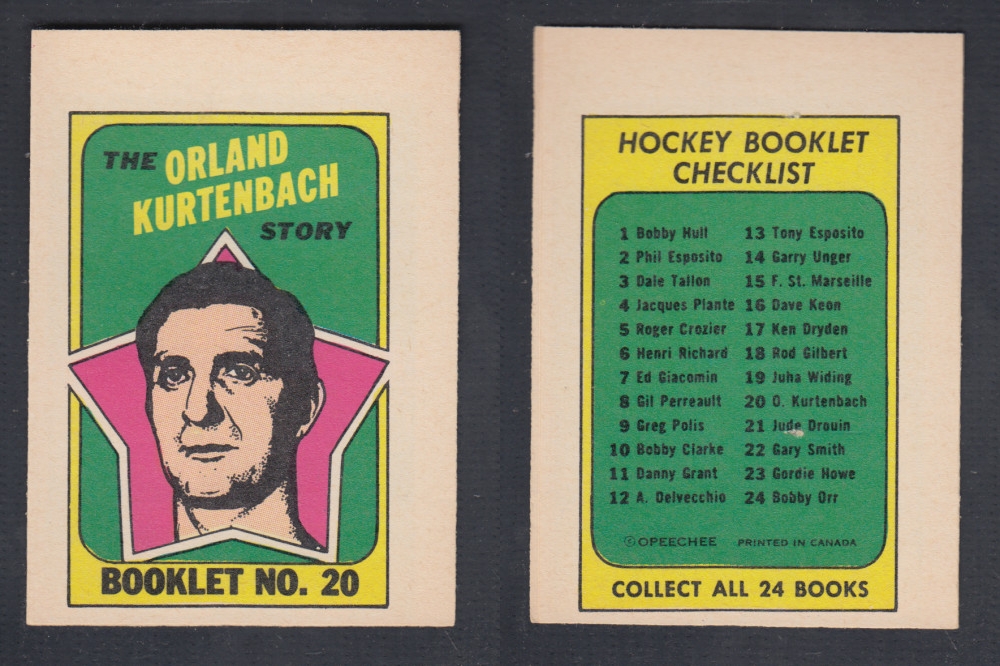 THE ORLAND
KURTENBACH
STORY
BOOKLET NO. 20
HOCKEY BOOKLET
CHECKLIST
1 Bobby Hull
2 Phil Esposito
3 Dale Tallon
4 Jacques Plante
5 Roger Crozier
6 Henri Richard
7 Ed Giacomin
8 Gil Perreault
9 Greg Polis
10 Bobby Clarke
11 Danny Grant
12 A. Delvecchio
13 Tony Esposito
14 Garry Unger
15 F. St. Marseille
16 Dave Keon
17 Ken Dryden
18 Rod Gilbert
19 Juha Widing
20 O. Kurtenbach
21 Jude Drouin
22 Gary Smith
23 Gordie Howe
24 Bobby Orr
©OPEECHEE PRINTED IN CANADA
COLLECT ALL 24 BOOKS